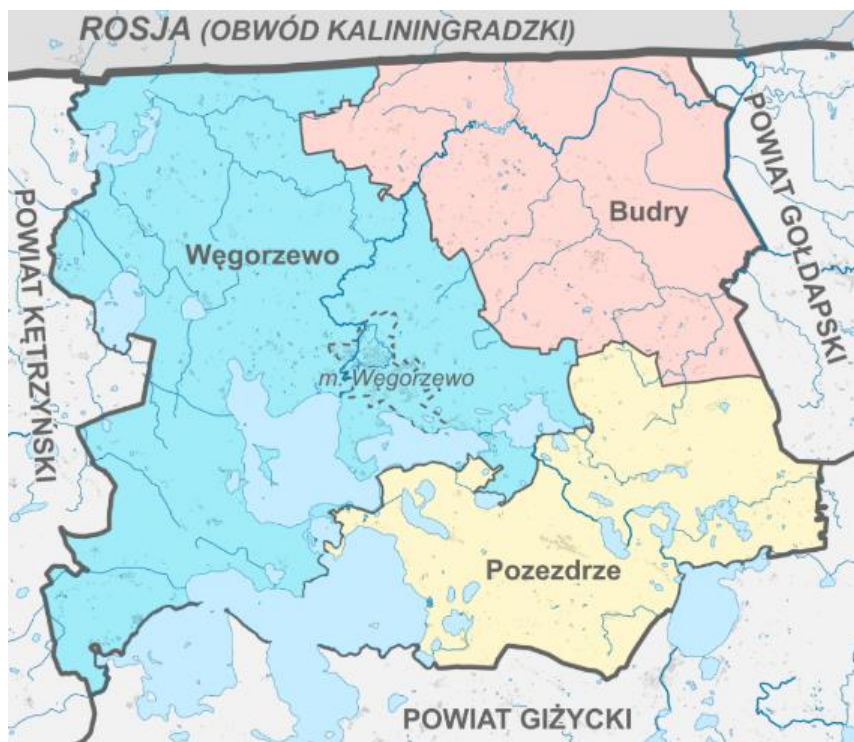 ROSJA (OBWÓD KALININGRADZKI)
POWIAT GOŁDAPSKI
POWIAT KĘTRZYŃSKI
Budry
Węgorzewo
m. Węgorzewo
Pozezdrze
POWIAT GIŻYCKI